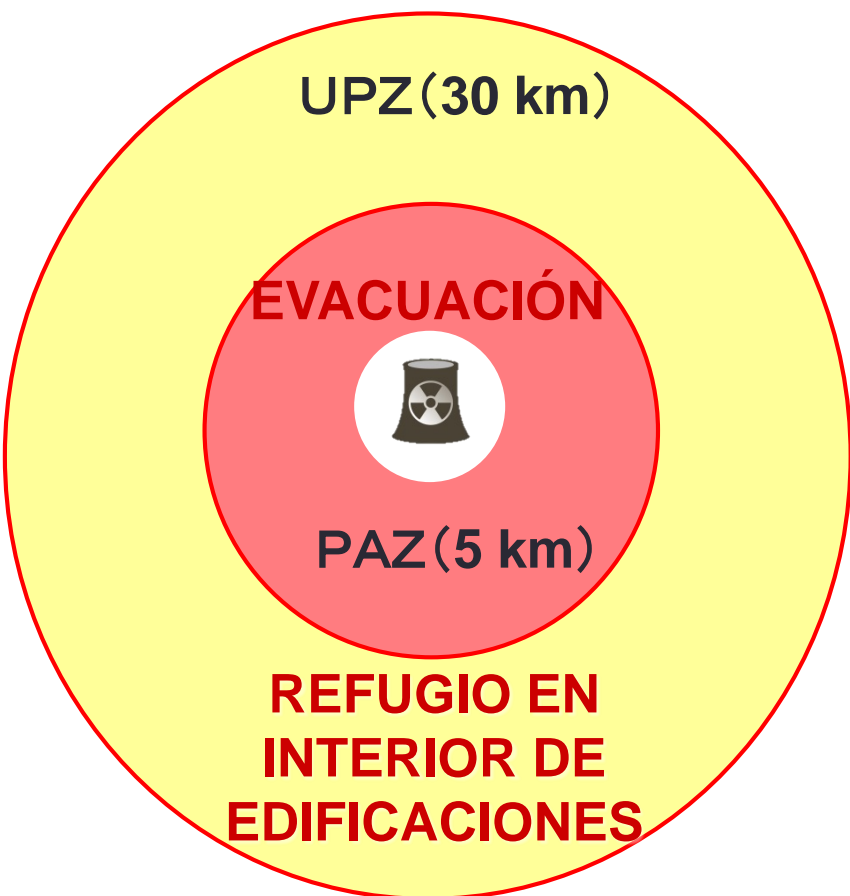 UPZ（30 km）
EVACUACIÓN
PAZ（5 km）
REFUGIO EN
INTERIOR DE
EDIFICACIONES